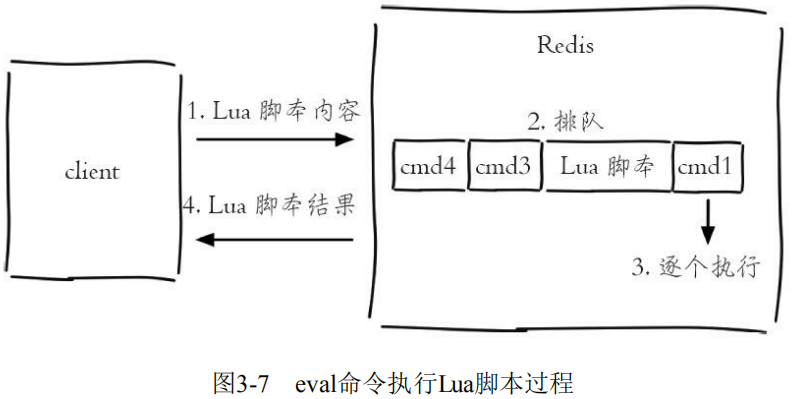 Redis
1. Lua 脚本内容
2. 排队
client
cmd4 cmd3 Lua 脚本 cmd1
4. Lua 脚本结果
3. 逐个执行
图3-7 eval命令执行Lua脚本过程